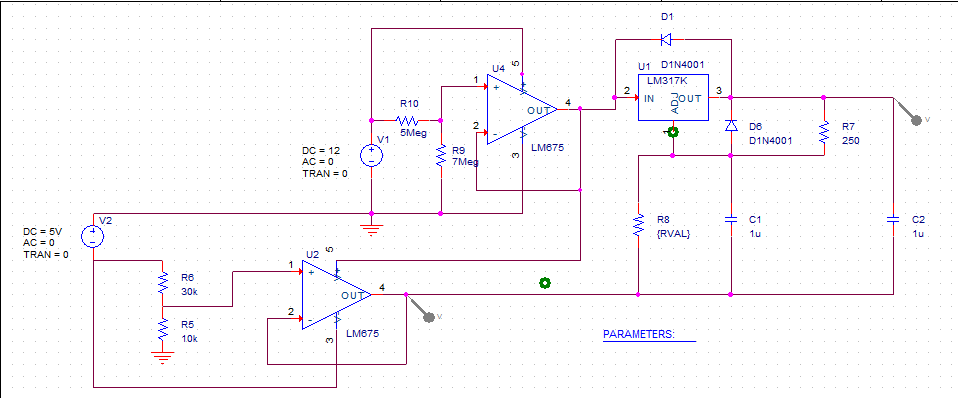 D1
D1N4001
U1
LM317K
2
IN
OUT
3
ADJ
1
U4
5
1
+
2
-
OUT
4
3
LM675
R10
5Meg
R9
7Meg
V1
+
-
DC = 12
AC = 0
TRAN = 0
D6
D1N4001
R7
250
V
V2
+
-
DC = 5V
AC = 0
TRAN = 0
R8
{RVAL}
C1
1u
C2
1u
U2
5
1
+
2
-
OUT
4
3
LM675
V
R6
30k
R5
10k
PARAMETERS: